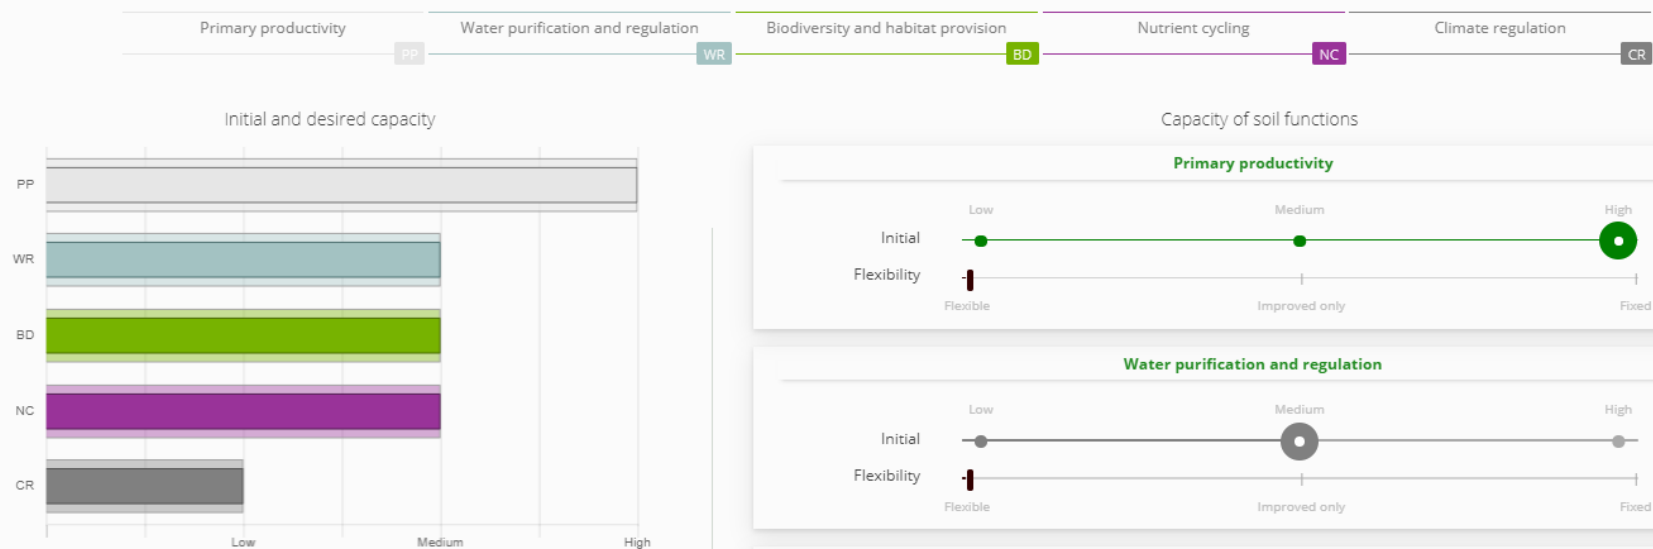 Primary productivity
Water purification and regulation
Biodiversity and habitat provision
Nutrient cycling
Climate regulation
PP
WR
BD
NC
CR
Initial and desired capacity
PP
WR
BD
NC
CR
Low
Medium
High
Capacity of soil functions
Primary productivity
Low
Medium
High
Initial
Flexibility
Flexible
Improved only
Fixed
Water purification and regulation
Low
Medium
High
Initial
Flexibility
Flexible
Improved only
Fixed